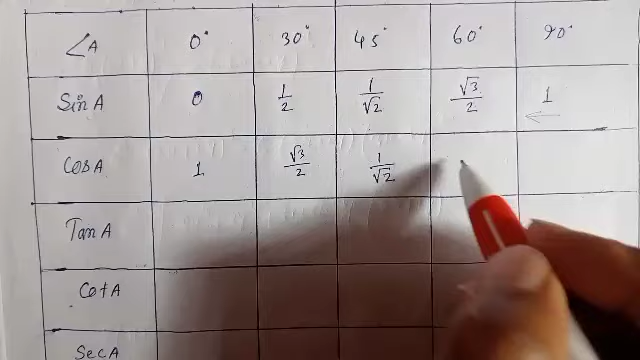 ∠A 0° 30° 45° 60° 90°
Sin A 0 1/2 1/√2 √3/2 1
Cos A 1 √3/2 1/√2
Tan A
Cot A
Sec A